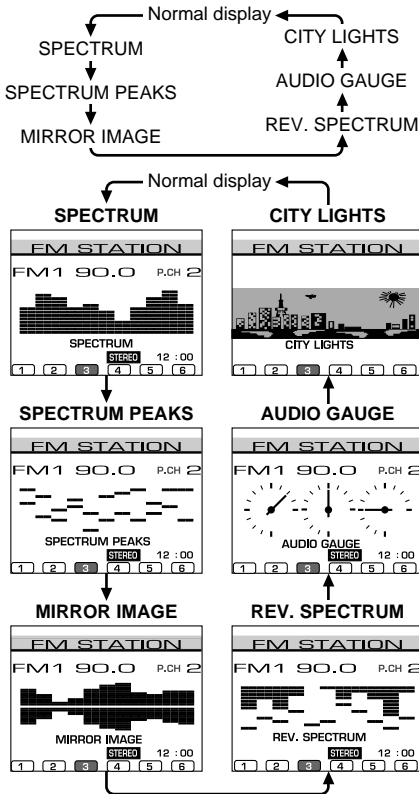 Normal display
SPECTRUM
CITY LIGHTS
SPECTRUM PEAKS
AUDIO GAUGE
MIRROR IMAGE
REV. SPECTRUM
Normal display
SPECTRUM
FM STATION
FM1 90.0 P.CH 2
SPECTRUM
STEREO 12:00
1 2 3 4 5 6
CITY LIGHTS
FM STATION
CITY LIGHTS
1 2 3 4 5 6
SPECTRUM PEAKS
FM STATION
FM1 90.0 P.CH 2
SPECTRUM PEAKS
STEREO 12:00
1 2 3 4 5 6
AUDIO GAUGE
FM STATION
FM1 90.0 P.CH 2
AUDIO GAUGE
STEREO 12:00
1 2 3 4 5 6
MIRROR IMAGE
FM STATION
FM1 90.0 P.CH 2
MIRROR IMAGE
STEREO 12:00
1 2 3 4 5 6
REV. SPECTRUM
FM STATION
FM1 90.0 P.CH 2
REV. SPECTRUM
STEREO 12:00
1 2 3 4 5 6